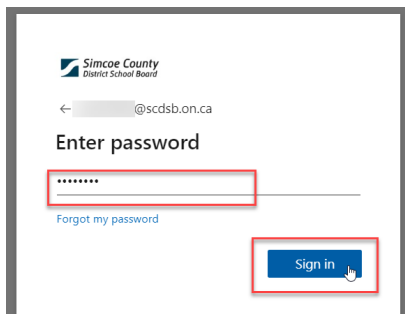 Simcoe County
District School Board
@scdsb.on.ca
Enter password
••••••••
Forgot my password
Sign in